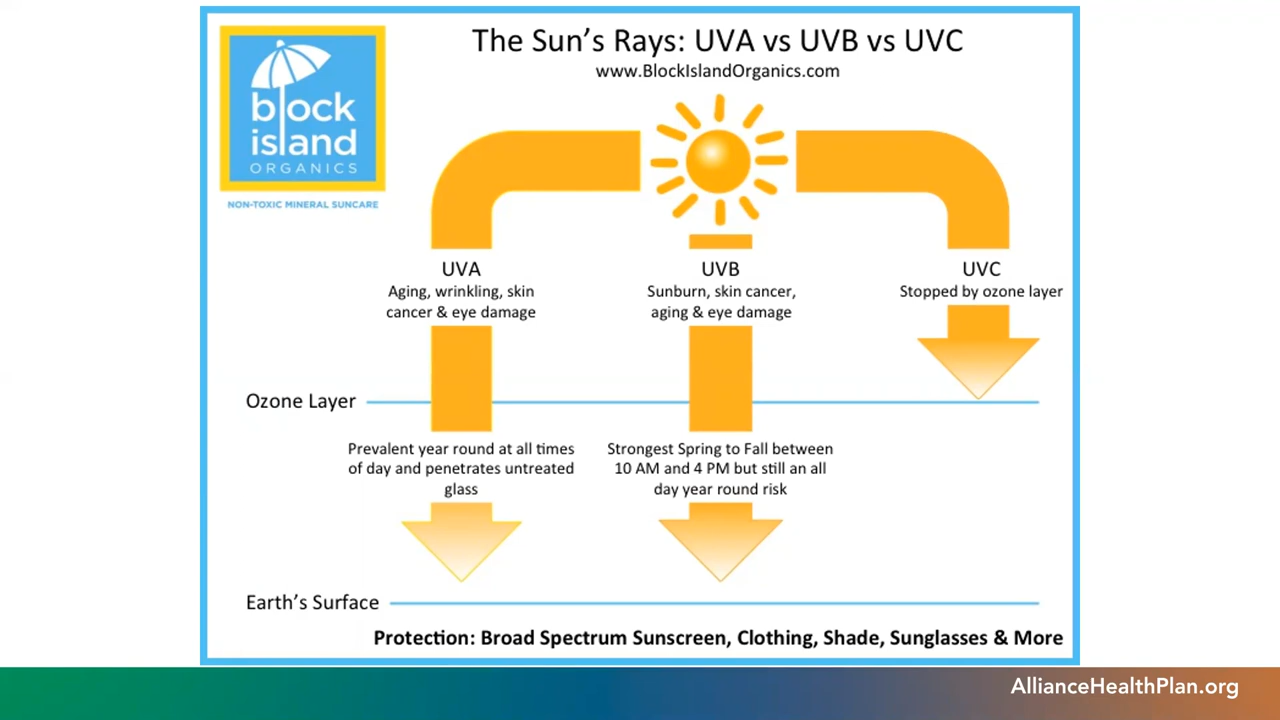 The Sun's Rays: UVA vs UVB vs UVC
www.BlockIslandOrganics.com
block
island
ORGANICS
NON-TOXIC MINERAL SUNCARE
UVA
Aging, wrinkling, skin
cancer & eye damage
UVB
Sunburn, skin cancer,
aging & eye damage
UVC
Stopped by ozone layer
Ozone Layer
Prevalent year round at all times
of day and penetrates untreated
glass
Strongest Spring to Fall between
10 AM and 4 PM but still an all
day year round risk
Earth's Surface
Protection: Broad Spectrum Sunscreen, Clothing, Shade, Sunglasses & More
AllianceHealthPlan.org